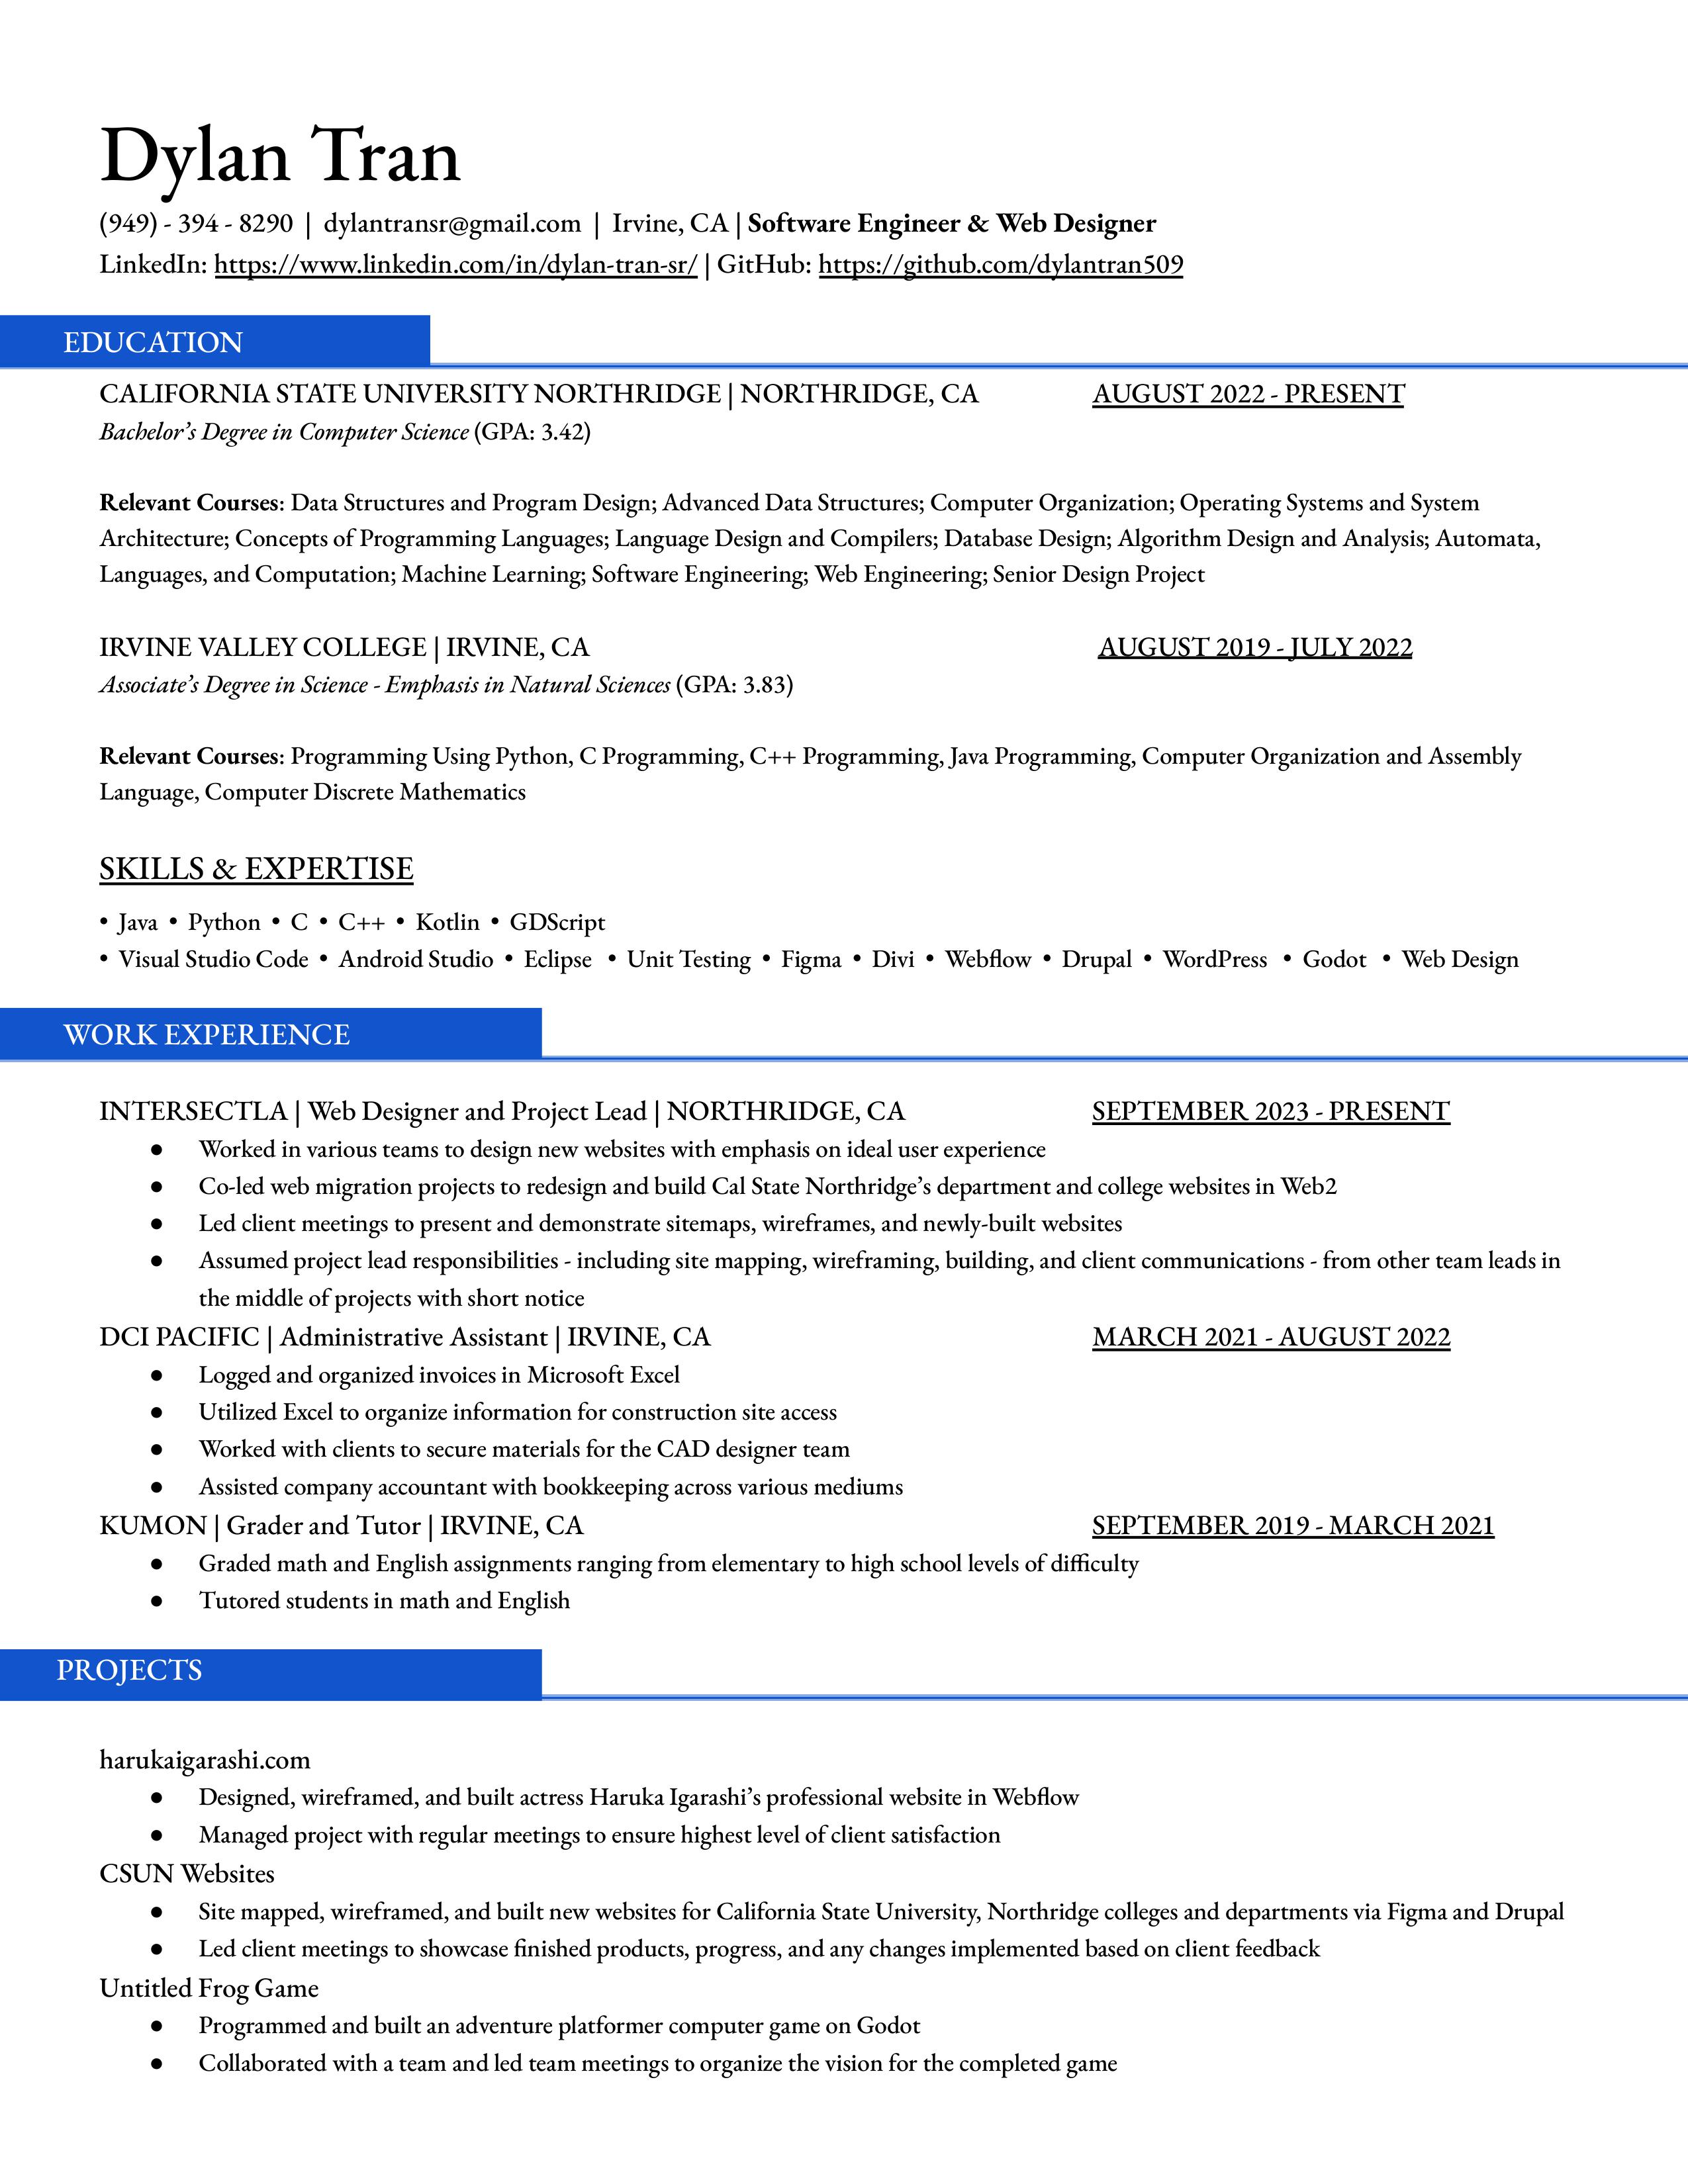 Dylan Tran
(949) - 394 - 8290 | dylantransr@gmail.com | Irvine, CA | Software Engineer & Web Designer
LinkedIn: https://www.linkedin.com/in/dylan-tran-sr/ | GitHub: https://github.com/dylantran509
EDUCATION
CALIFORNIA STATE UNIVERSITY NORTHRIDGE | NORTHRIDGE, CA AUGUST 2022 - PRESENT
Bachelor’s Degree in Computer Science (GPA: 3.42)
Relevant Courses: Data Structures and Program Design; Advanced Data Structures; Computer Organization; Operating Systems and System
Architecture; Concepts of Programming Languages; Language Design and Compilers; Database Design; Algorithm Design and Analysis; Automata,
Languages, and Computation; Machine Learning; Software Engineering; Web Engineering; Senior Design Project
IRVINE VALLEY COLLEGE | IRVINE, CA AUGUST 2019 - JULY 2022
Associate’s Degree in Science - Emphasis in Natural Sciences (GPA: 3.83)
Relevant Courses: Programming Using Python, C Programming, C++ Programming, Java Programming, Computer Organization and Assembly
Language, Computer Discrete Mathematics
SKILLS & EXPERTISE
• Java • Python • C • C++ • Kotlin • GDScript
• Visual Studio Code • Android Studio • Eclipse • Unit Testing • Figma • Divi • Webflow • Drupal • WordPress • Godot • Web Design
WORK EXPERIENCE
INTERSECTLA | Web Designer and Project Lead | NORTHRIDGE, CA SEPTEMBER 2023 - PRESENT
● Worked in various teams to design new websites with emphasis on ideal user experience
● Co-led web migration projects to redesign and build Cal State Northridge’s department and college websites in Web2
● Led client meetings to present and demonstrate sitemaps, wireframes, and newly-built websites
● Assumed project lead responsibilities - including site mapping, wireframing, building, and client communications - from other team leads in
the middle of projects with short notice
DCI PACIFIC | Administrative Assistant | IRVINE, CA MARCH 2021 - AUGUST 2022
● Logged and organized invoices in Microsoft Excel
● Utilized Excel to organize information for construction site access
● Worked with clients to secure materials for the CAD designer team
● Assisted company accountant with bookkeeping across various mediums
KUMON | Grader and Tutor | IRVINE, CA SEPTEMBER 2019 - MARCH 2021
● Graded math and English assignments ranging from elementary to high school levels of difficulty
● Tutored students in math and English
PROJECTS
harukaigarashi.com
● Designed, wireframed, and built actress Haruka Igarashi’s professional website in Webflow
● Managed project with regular meetings to ensure highest level of client satisfaction
CSUN Websites
● Site mapped, wireframed, and built new websites for California State University, Northridge colleges and departments via Figma and Drupal
● Led client meetings to showcase finished products, progress, and any changes implemented based on client feedback
Untitled Frog Game
● Programmed and built an adventure platformer computer game on Godot
● Collaborated with a team and led team meetings to organize the vision for the completed game